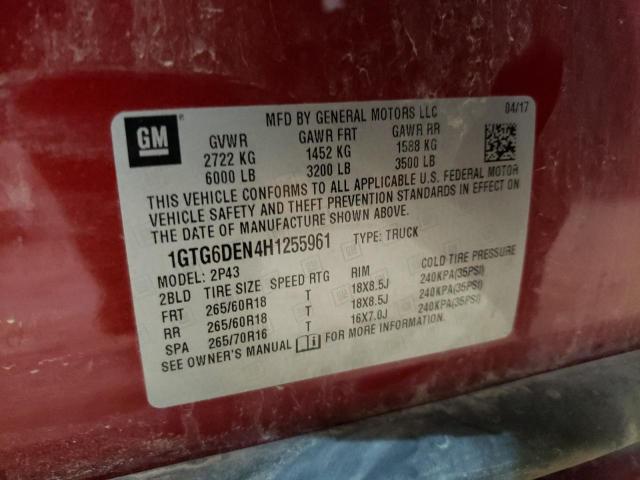 MFD BY GENERAL MOTORS LLC 04/17
GM
GVWR GAWR FRT GAWR RR
2722 KG 1452 KG 1588 KG
6000 LB 3200 LB 3500 LB
THIS VEHICLE CONFORMS TO ALL APPLICABLE U.S. FEDERAL MOTOR
VEHICLE SAFETY AND THEFT PREVENTION STANDARDS IN EFFECT ON
THE DATE OF MANUFACTURE SHOWN ABOVE.
1GTG6DEN4H1255961 TYPE: TRUCK
MODEL: 2P43
2BLD TIRE SIZE SPEED RTG RIM COLD TIRE PRESSURE
FRT 265/60R18 T 18X8.5J 240KPA(35PSI)
RR 265/60R18 T 18X8.5J 240KPA(35PSI)
SPA 265/70R16 T 16X7.0J 240KPA(35PSI)
SEE OWNER'S MANUAL FOR MORE INFORMATION.